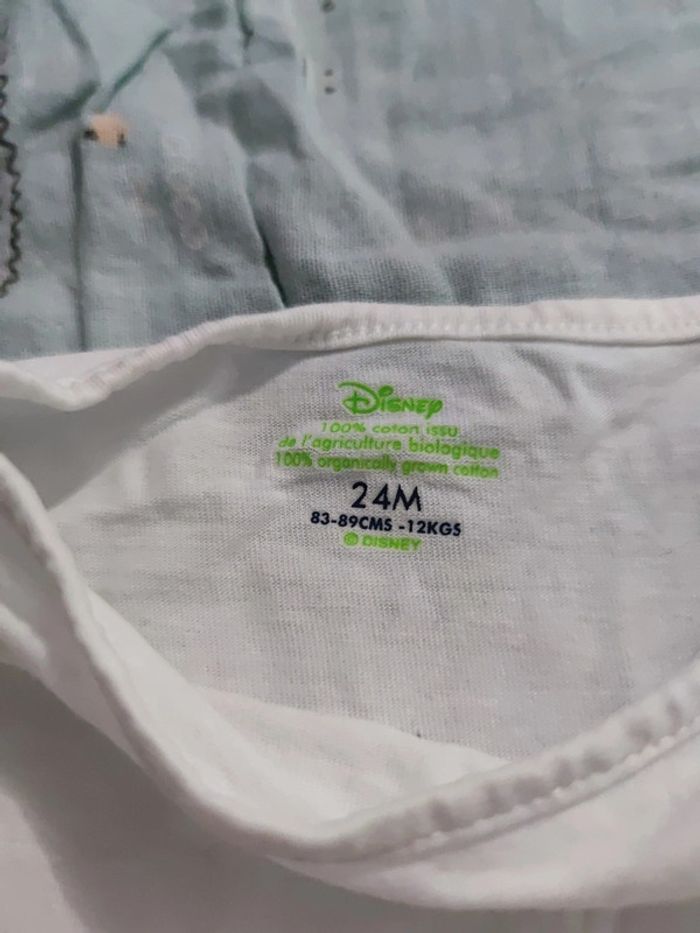 Disney
100% coton issu
de l'agriculture biologique
100% organically grown cotton
24M
83-89CMS -12KGS
© DISNEY